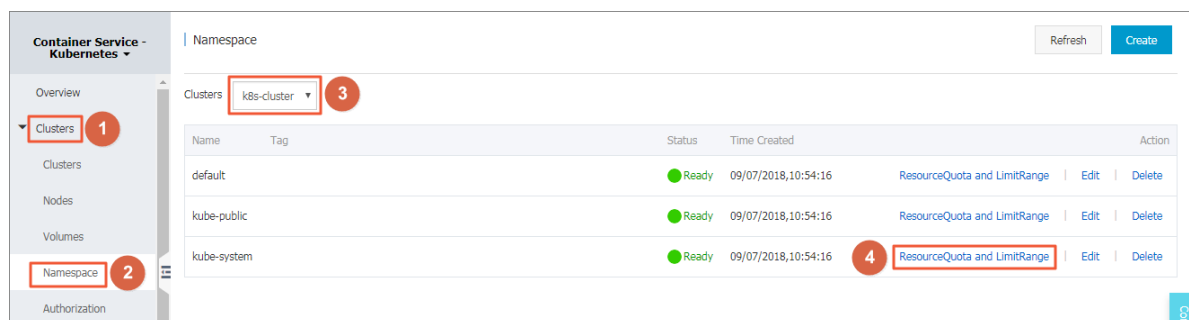 Container Service -
Kubernetes
Namespace
Refresh
Create
Overview
Clusters
k8s-cluster
3
Clusters
1
Name Tag Status Time Created Action
Clusters
default Ready 09/07/2018,10:54:16 ResourceQuota and LimitRange | Edit | Delete
Nodes
kube-public Ready 09/07/2018,10:54:16 ResourceQuota and LimitRange | Edit | Delete
Volumes
kube-system Ready 09/07/2018,10:54:16 4 ResourceQuota and LimitRange | Edit | Delete
Namespace
2
Authorization